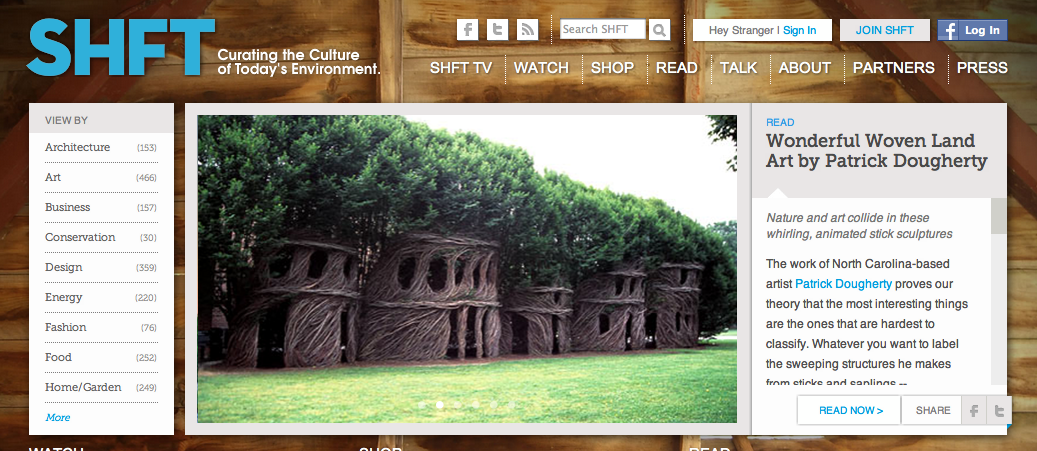 SHFT
Curating the Culture
of Today's Environment.
Search SHFT
Hey Stranger I Sign In
JOIN SHFT
f Log In
SHFT TV
WATCH
SHOP
READ
TALK
ABOUT
PARTNERS
PRESS
VIEW BY
Architecture (153)
Art (466)
Business (157)
Conservation (30)
Design (359)
Energy (220)
Fashion (76)
Food (252)
Home/Garden (249)
More
READ
Wonderful Woven Land
Art by Patrick Dougherty
Nature and art collide in these
whirling, animated stick sculptures
The work of North Carolina-based
artist Patrick Dougherty proves our
theory that the most interesting things
are the ones that are hardest to
classify. Whatever you want to label
the sweeping structures he makes
from sticks and saplings --
READ NOW >
SHARE
WATCH
SHOP
READ